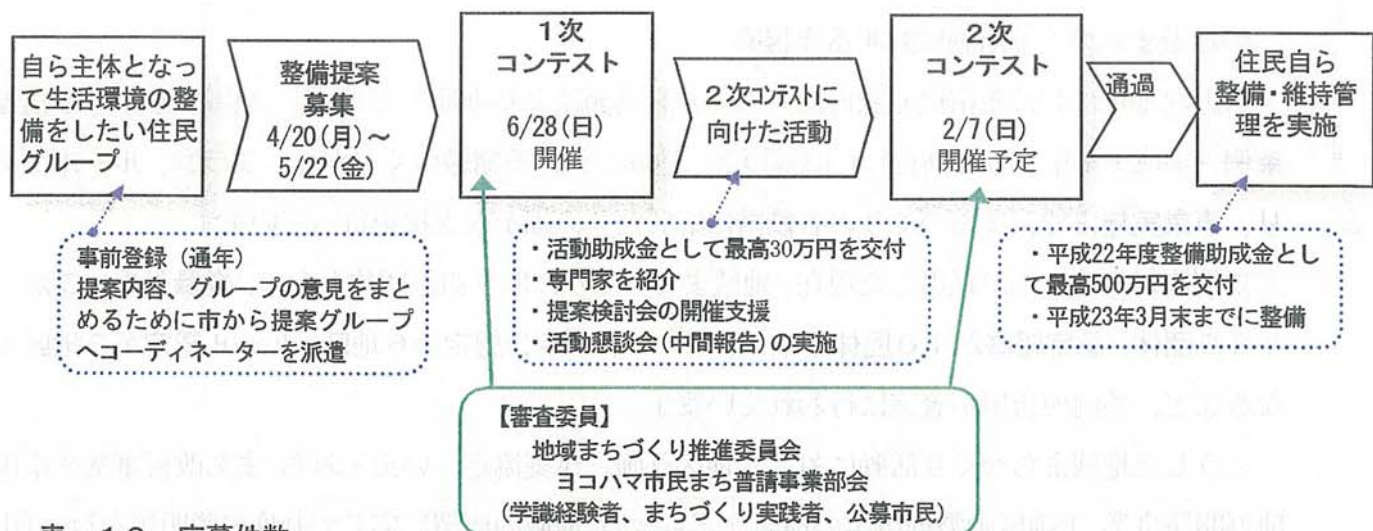 自ら主体となっ
て生活環境の整
備をしたい住民
グループ
整備提案
募集
4/20(月)～
5/22(金)
1次
コンテスト
6/28(日)
開催
2次コンテストに
向けた活動
2次
コンテスト
2/7(日)
開催予定
通過
住民自ら
整備・維持管
理を実施
事前登録（通年）
提案内容、グループの意見をまと
めるために市から提案グループ
へコーディネーターを派遣
・活動助成金として最高30万円を交付
・専門家を紹介
・提案検討会の開催支援
・活動懇談会（中間報告）の実施
・平成22年度整備助成金とし
て最高500万円を交付
・平成23年3月末までに整備
【審査委員】
地域まちづくり推進委員会
ヨコハマ市民まち普請事業部会
（学識経験者、まちづくり実践者、公募市民）